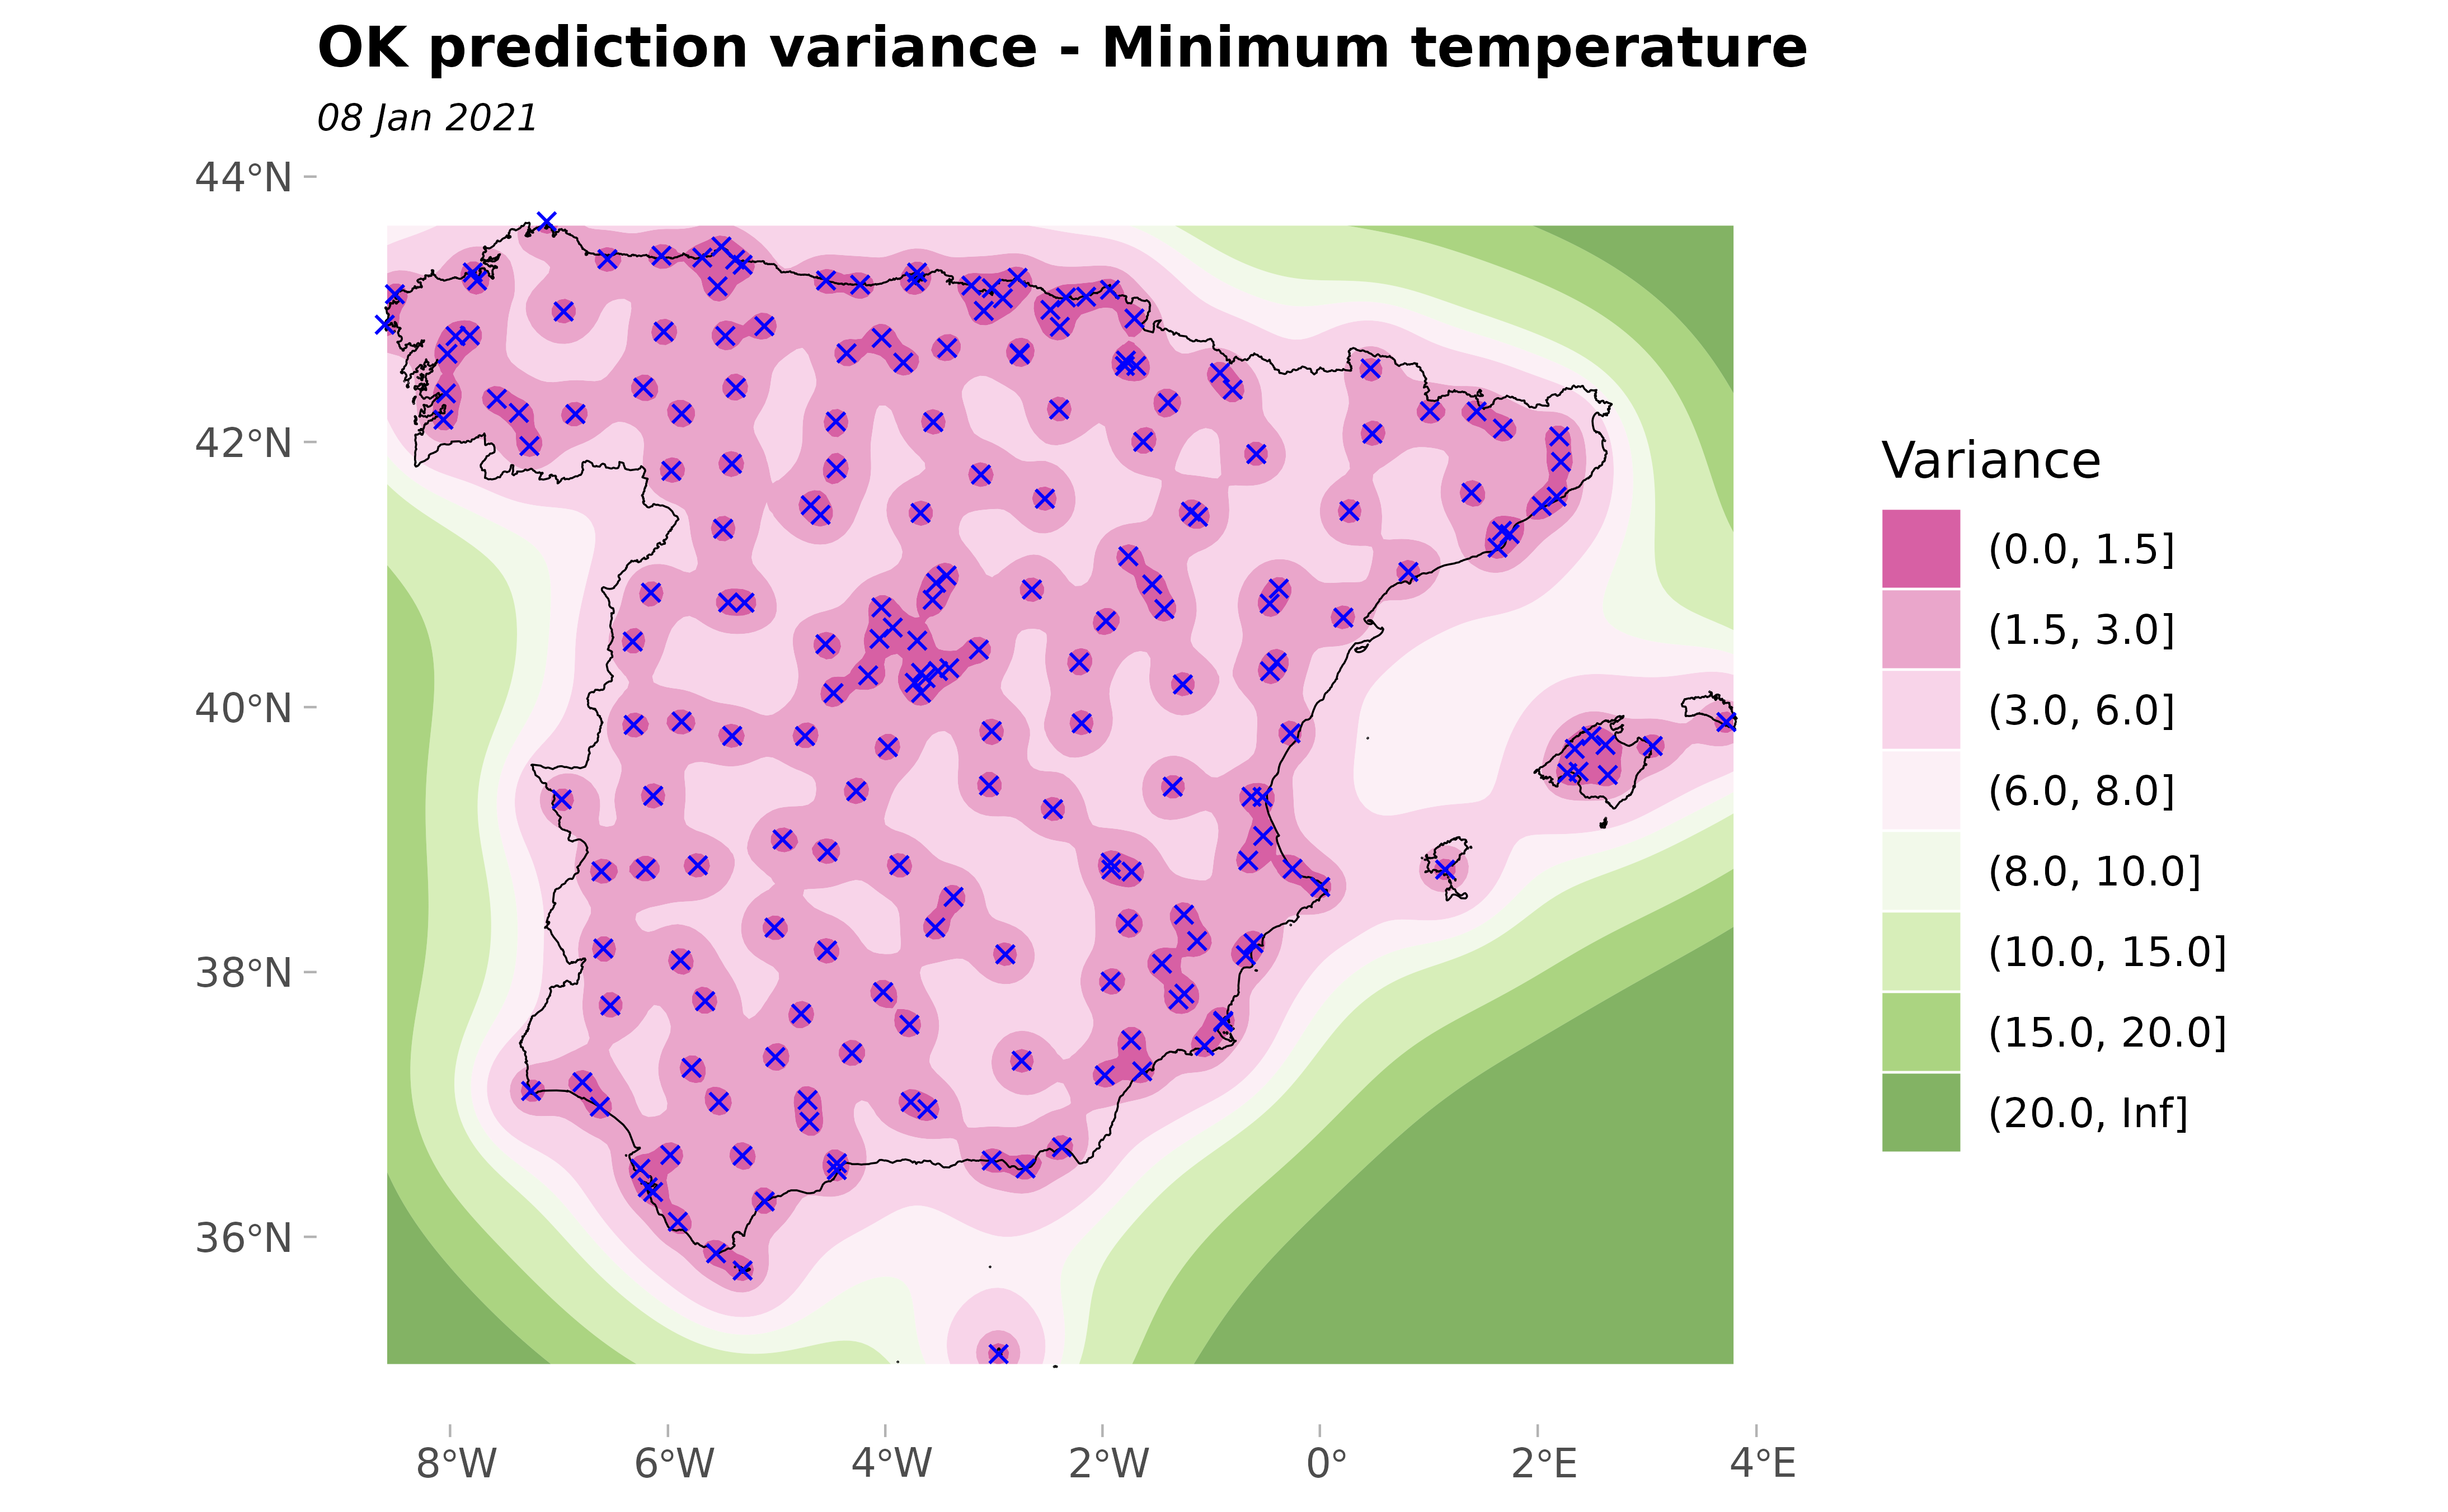 OK prediction variance - Minimum temperature
08 Jan 2021
44°N
42°N
40°N
38°N
36°N
8°W 6°W 4°W 2°W 0° 2°E 4°E
Variance
(0.0, 1.5]
(1.5, 3.0]
(3.0, 6.0]
(6.0, 8.0]
(8.0, 10.0]
(10.0, 15.0]
(15.0, 20.0]
(20.0, Inf]